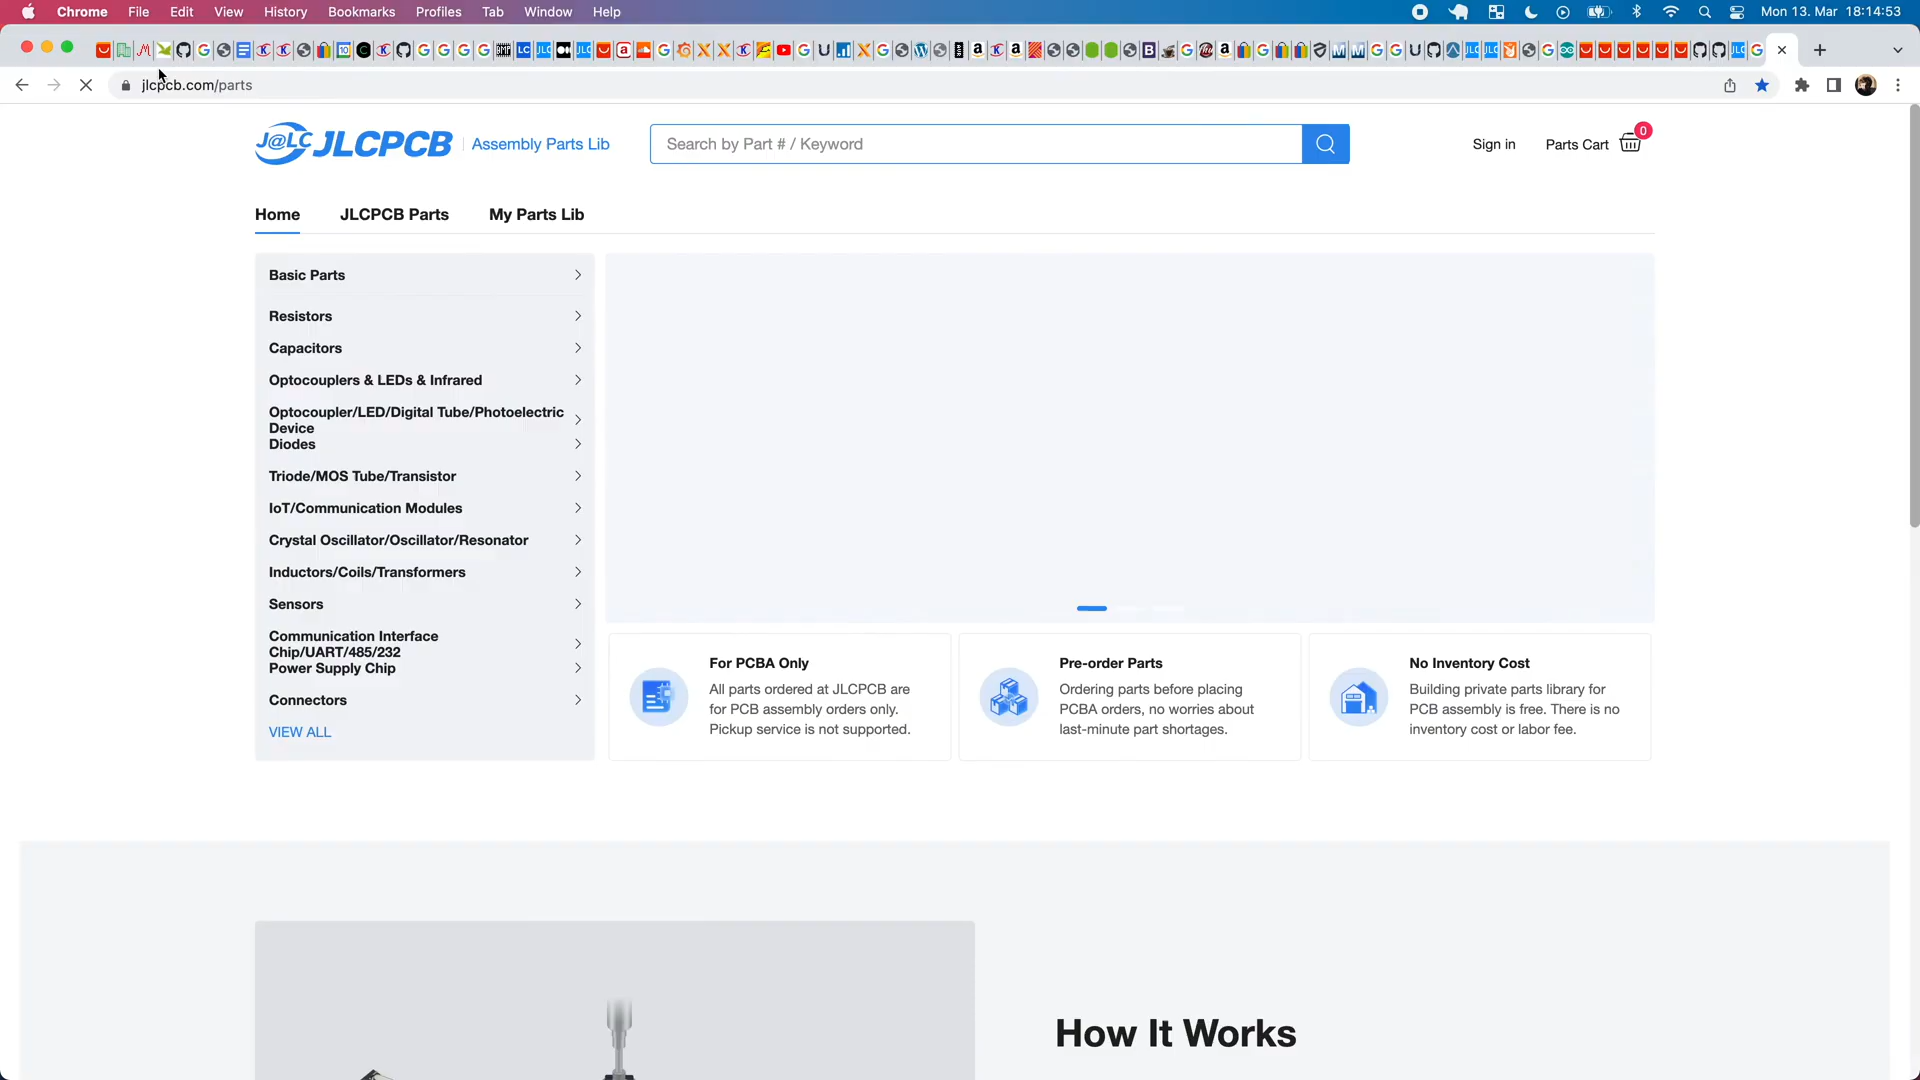 Chrome File Edit View History Bookmarks Profiles Tab Window Help Mon 13. Mar 18:14:53
jlcpcb.com/parts
J@LC JLCPCB Assembly Parts Lib
Search by Part # / Keyword
Sign in
Parts Cart 0
Home JLCPCB Parts My Parts Lib
Basic Parts
Resistors
Capacitors
Optocouplers & LEDs & Infrared
Optocoupler/LED/Digital Tube/Photoelectric
Device
Diodes
Triode/MOS Tube/Transistor
IoT/Communication Modules
Crystal Oscillator/Oscillator/Resonator
Inductors/Coils/Transformers
Sensors
Communication Interface
Chip/UART/485/232
Power Supply Chip
Connectors
VIEW ALL
For PCBA Only
All parts ordered at JLCPCB are
for PCB assembly orders only.
Pickup service is not supported.
Pre-order Parts
Ordering parts before placing
PCBA orders, no worries about
last-minute part shortages.
No Inventory Cost
Building private parts library for
PCB assembly is free. There is no
inventory cost or labor fee.
How It Works